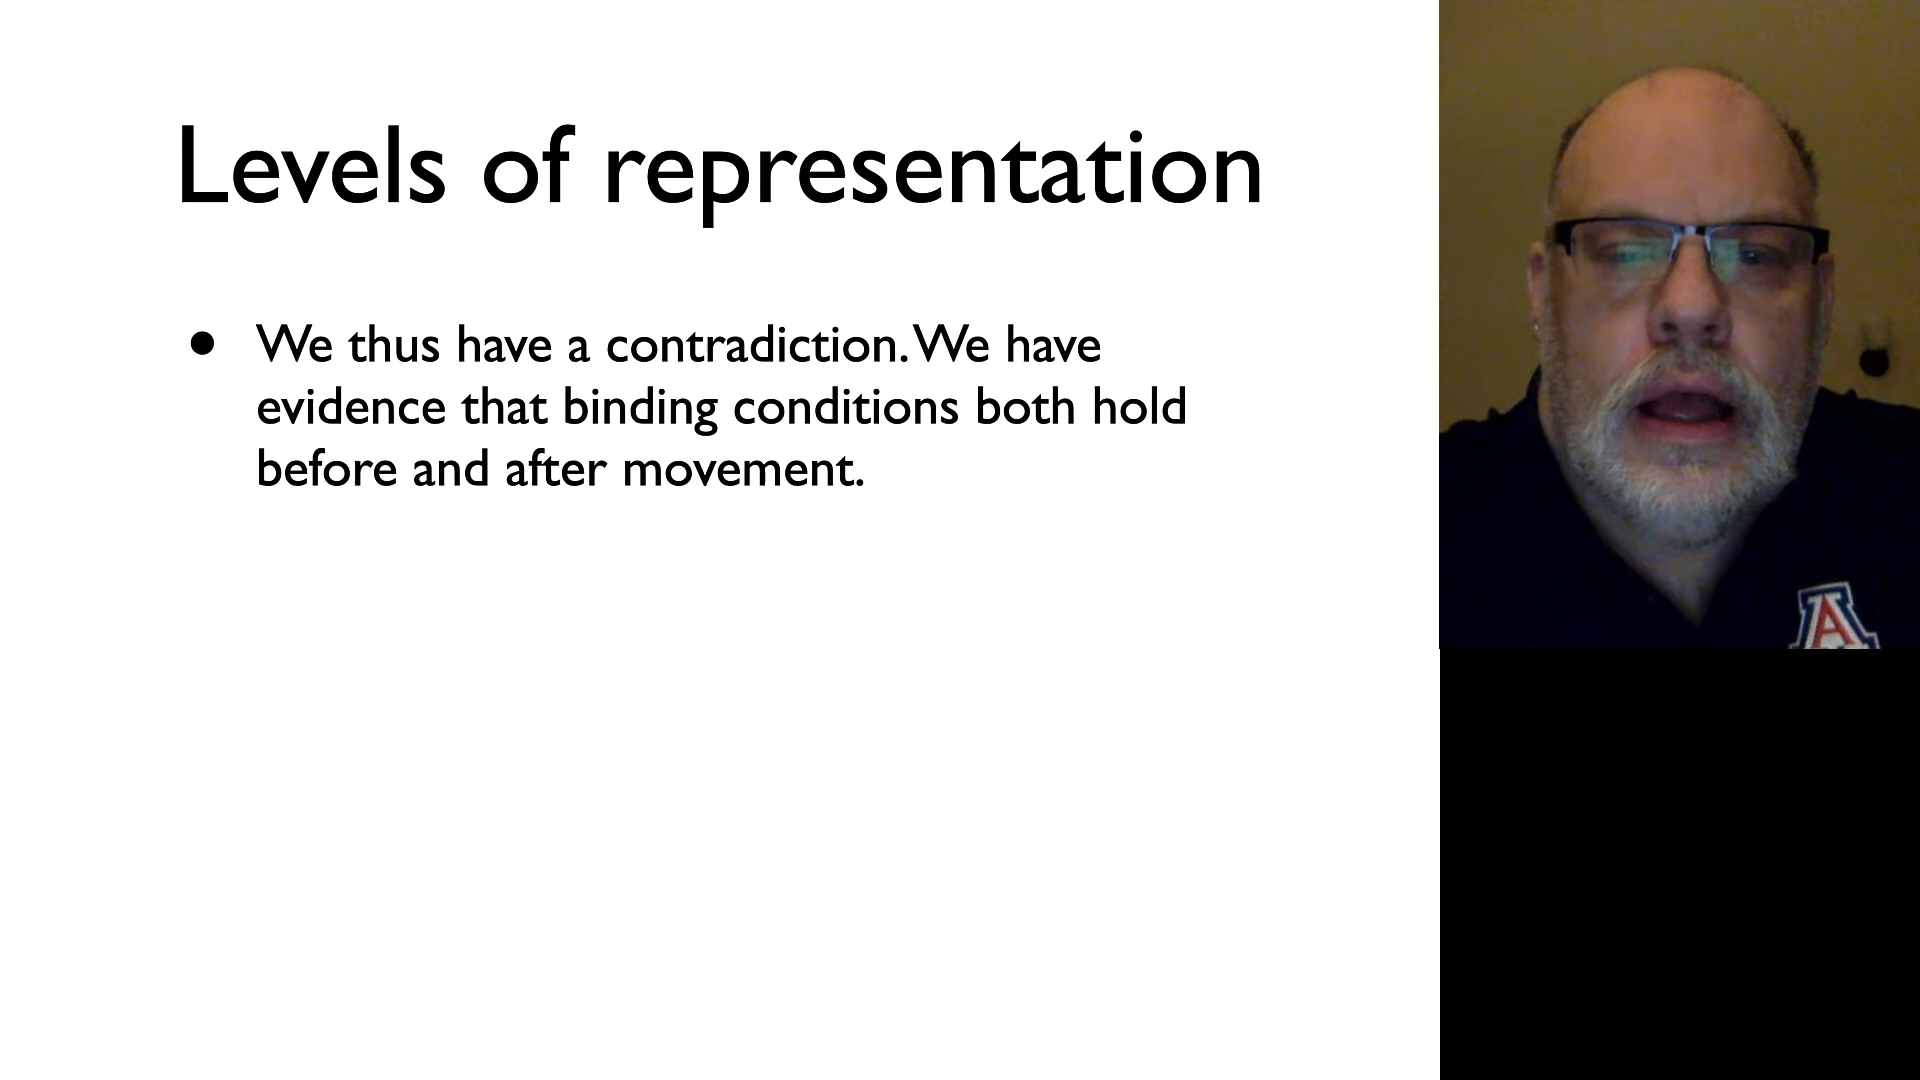 Levels of representation
• We thus have a contradiction. We have
evidence that binding conditions both hold
before and after movement.
A